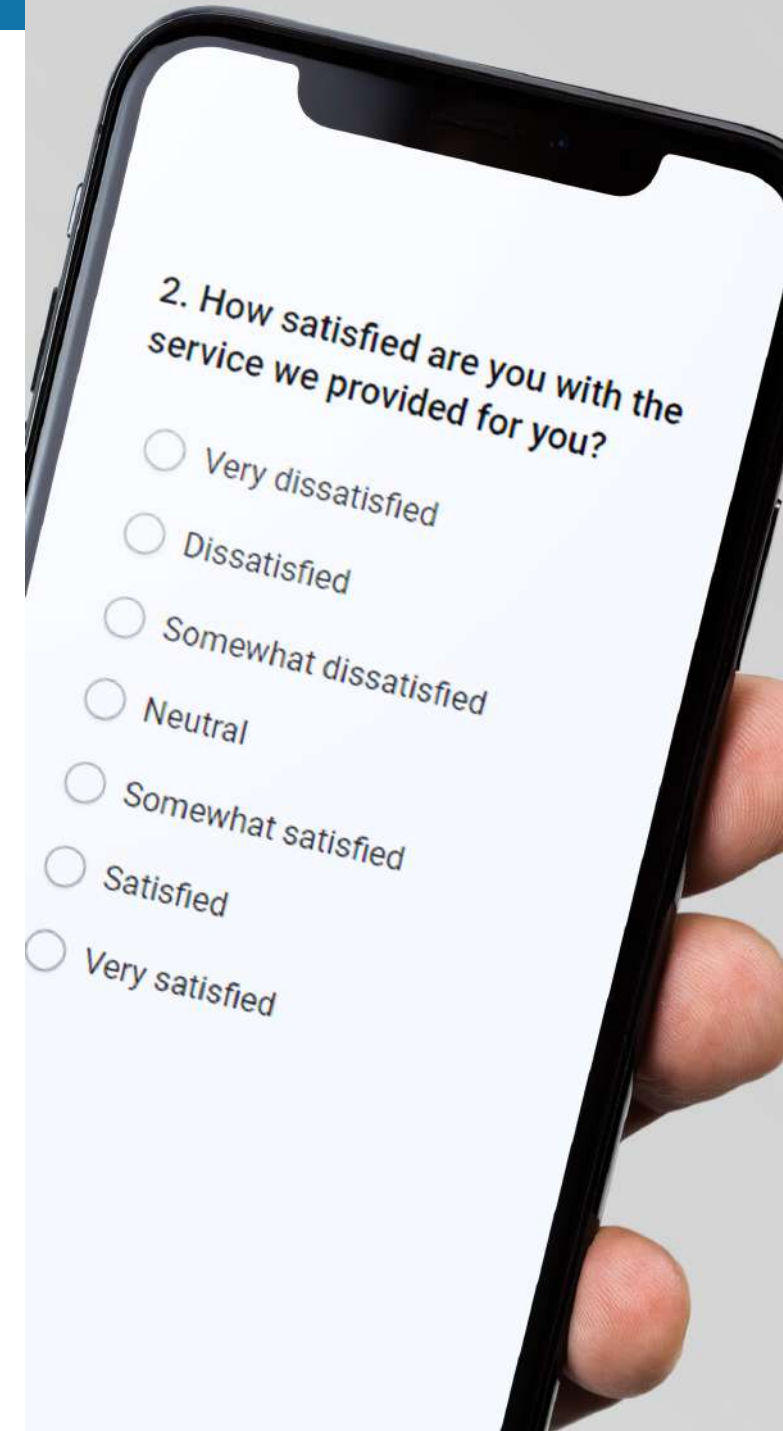 2. How satisfied are you with the
service we provided for you?
Very dissatisfied
Dissatisfied
Somewhat dissatisfied
Neutral
Somewhat satisfied
Satisfied
Very satisfied